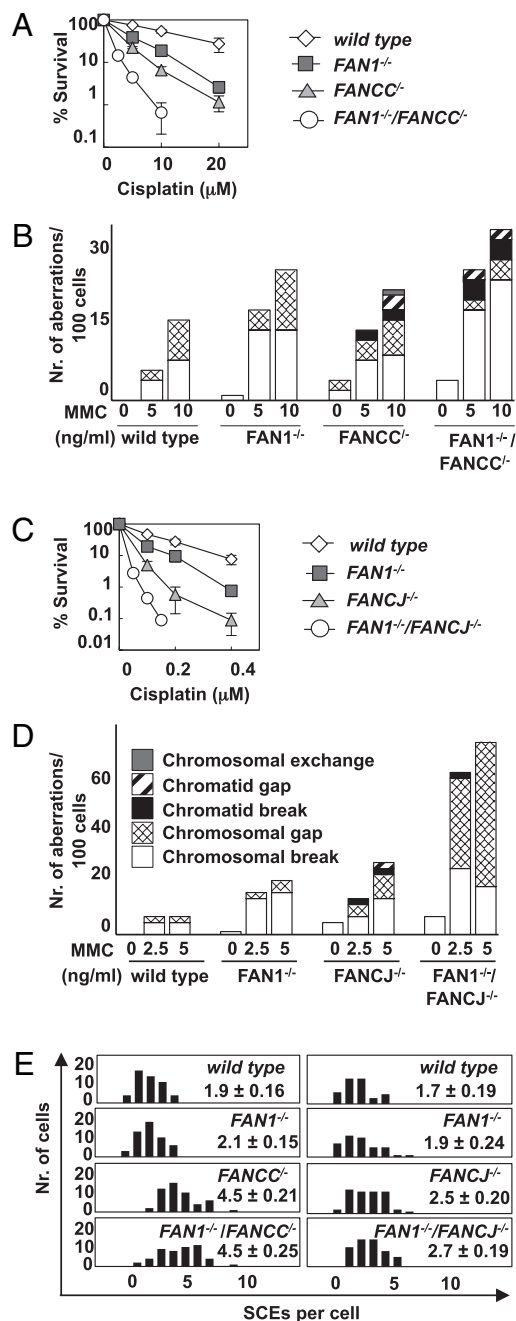 A
100
10
1
0.1
% Survival
0 10 20
Cisplatin (μM)
wild type
FAN1-/-
FANCC/-
FAN1-/-/FANCC/-
B
30
15
0
Nr. of aberrations/
100 cells
MMC 0 5 10 0 5 10 0 5 10 0 5 10
(ng/ml) wild type FAN1-/- FANCC/- FAN1-/-/
FANCC/-
C
100
10
1
0.1
0.01
% Survival
0 0.2 0.4
Cisplatin (μM)
wild type
FAN1-/-
FANCJ-/-
FAN1-/-/FANCJ-/-
D
60
40
20
0
Nr. of aberrations/
100 cells
Chromosomal exchange
Chromatid gap
Chromatid break
Chromosomal gap
Chromosomal break
MMC 0 2.5 5 0 2.5 5 0 2.5 5 0 2.5 5
(ng/ml) wild type FAN1-/- FANCJ-/- FAN1-/-/
FANCJ-/-
E
Nr. of cells
20
10
0
wild type
1.9 ± 0.16
wild type
1.7 ± 0.19
20
10
0
FAN1-/-
2.1 ± 0.15
FAN1-/-
1.9 ± 0.24
20
10
0
FANCC/-
4.5 ± 0.21
FANCJ-/-
2.5 ± 0.20
20
10
0
FAN1-/-/FANCC/-
4.5 ± 0.25
FAN1-/-/FANCJ-/-
2.7 ± 0.19
0 5 10 0 5 10
SCEs per cell